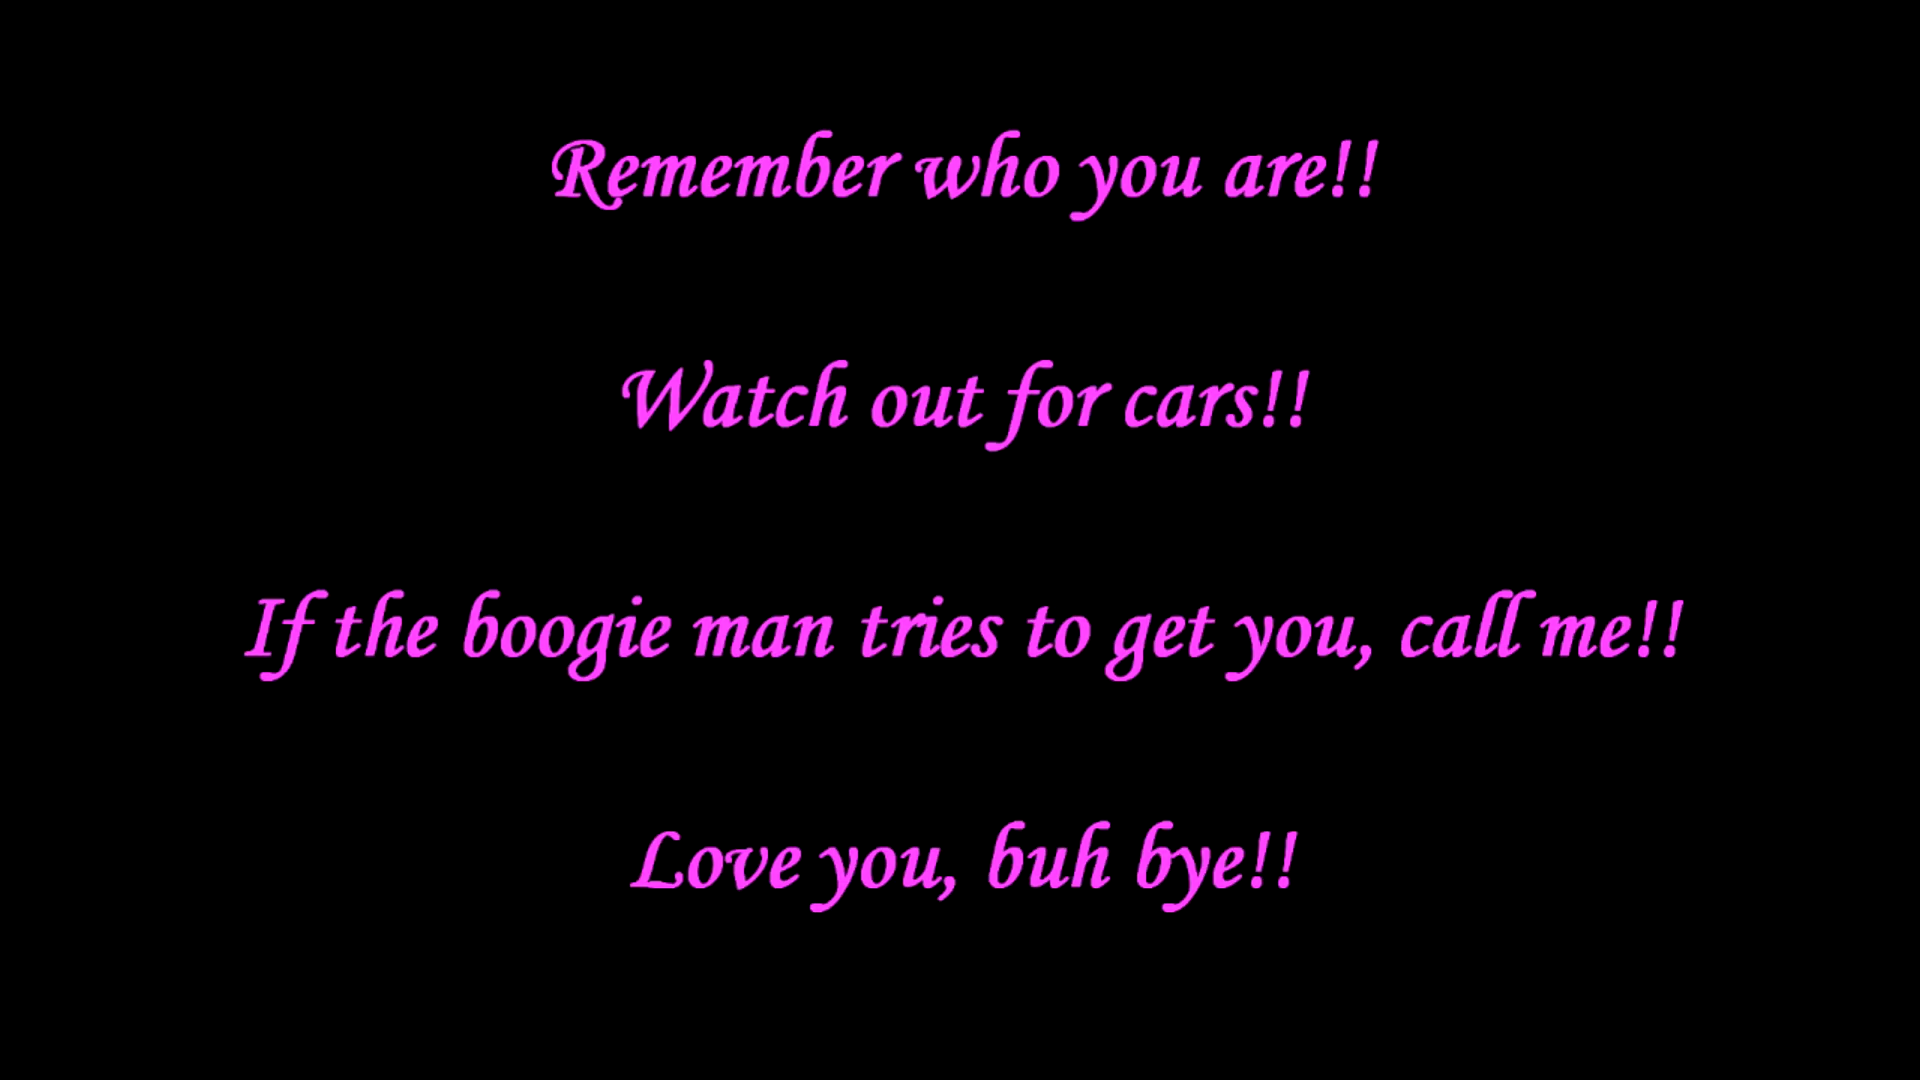 Remember who you are!!
Watch out for cars!!
If the boogie man tries to get you, call me!!
Love you, buh bye!!